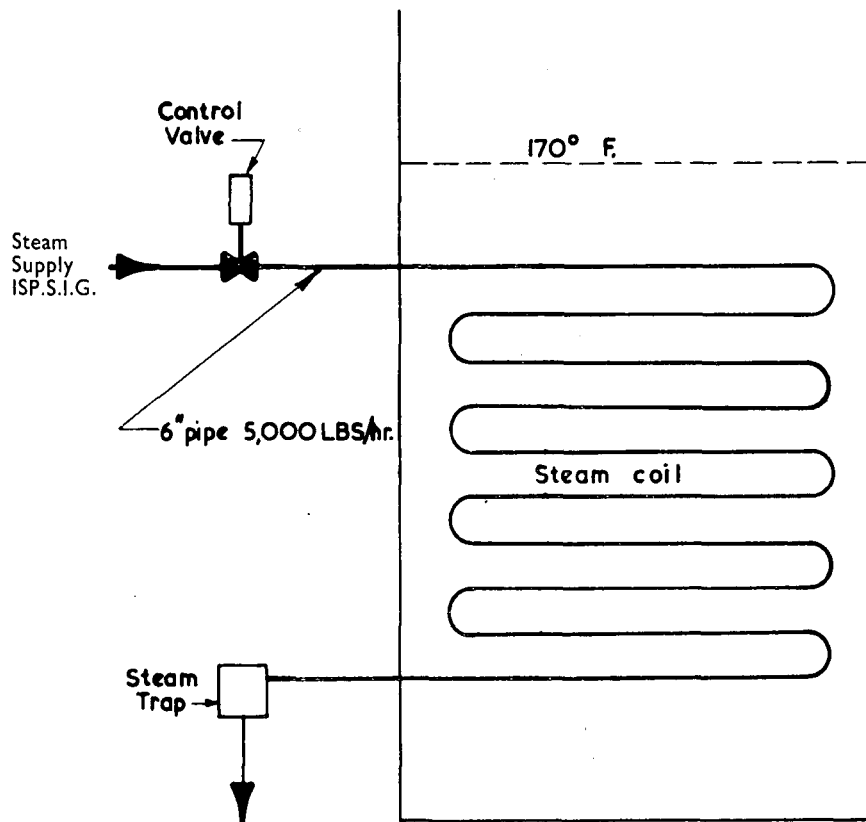 Control
Valve
170° F.
Steam
Supply
ISP.S.I.G.
6" pipe 5,000 LBS/hr.
Steam coil
Steam
Trap